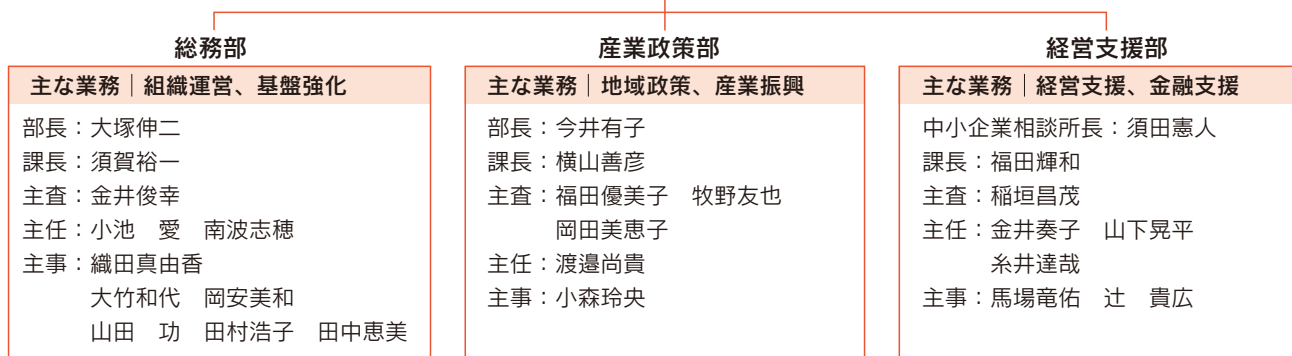 総務部
主な業務｜組織運営、基盤強化
部長：大塚伸二
課長：須賀裕一
主査：金井俊幸
主任：小池　愛　南波志穂
主事：織田真由香
大竹和代　岡安美和
山田　功　田村浩子　田中恵美
産業政策部
主な業務｜地域政策、産業振興
部長：今井有子
課長：横山善彦
主査：福田優美子　牧野友也
岡田美恵子
主任：渡邉尚貴
主事：小森玲央
経営支援部
主な業務｜経営支援、金融支援
中小企業相談所長：須田憲人
課長：福田輝和
主査：稲垣昌茂
主任：金井奏子　山下晃平
糸井達哉
主事：馬場竜佑　辻　貴広